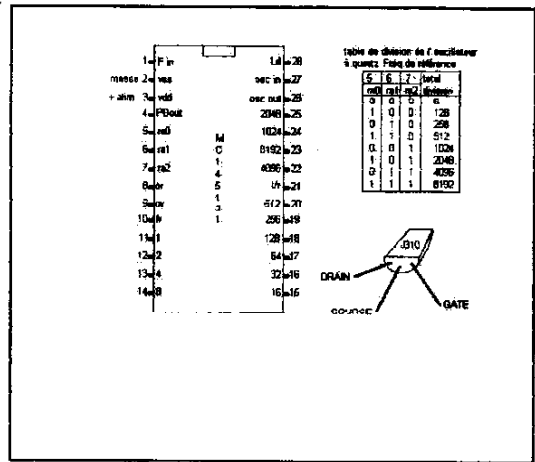 1 F in
masse 2 vss
+ alim 3 vdd
4 PBout
5 ra0
6 ra1
7 ra2
8 or
9 ov
10 fr
11 1
12 2
13 4
14 8
M
C
1
4
5
1
1
Ld 28
osc in 27
osc out 26
2048 25
1024 24
8192 23
4096 22
l/r 21
512 20
256 19
128 18
64 17
32 16
16 15
table de division de l'oscillateur
à quartz Freq de référence
5 6 7 total
ra0 ra1 ra2 division
0 0 0
1 0 0 128
0 1 0 256
1 1 0 512
0 0 1 1024
1 0 1 2048
0 1 1 4096
1 1 1 8192
J310
DRAIN
GATE